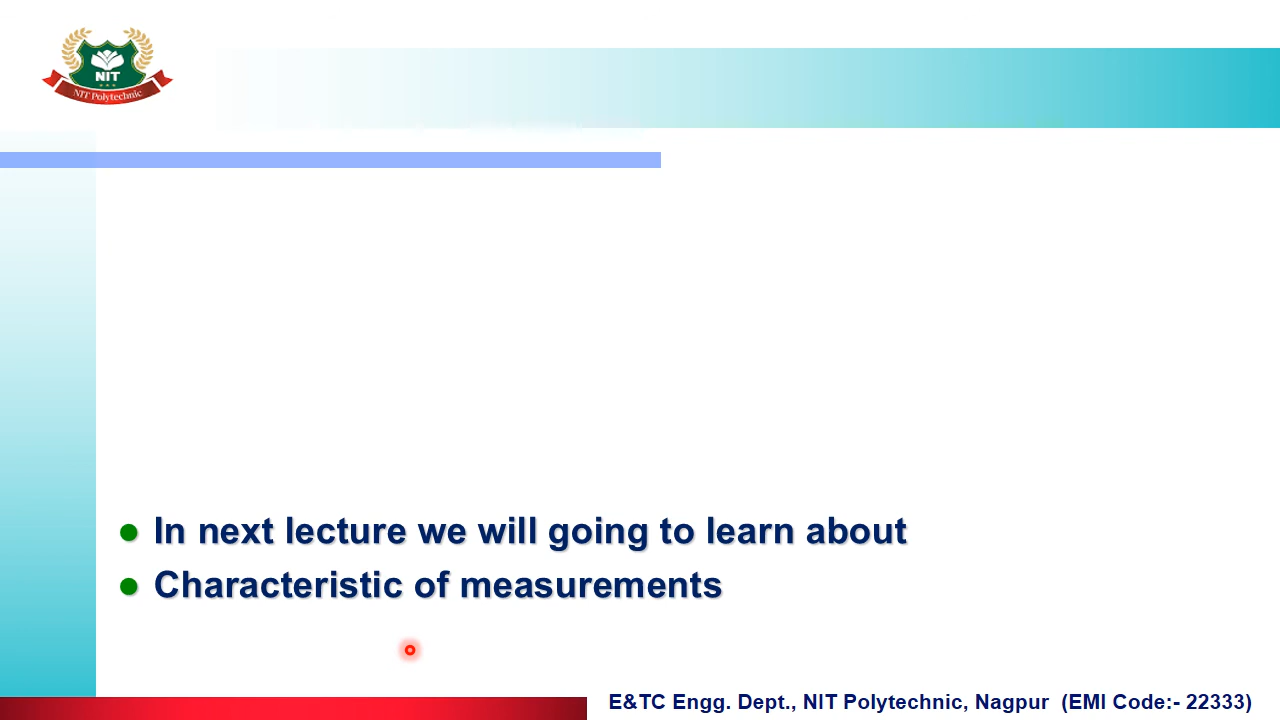 NIT
NIT Polytechnic
In next lecture we will going to learn about
Characteristic of measurements
E&TC Engg. Dept., NIT Polytechnic, Nagpur (EMI Code:- 22333)